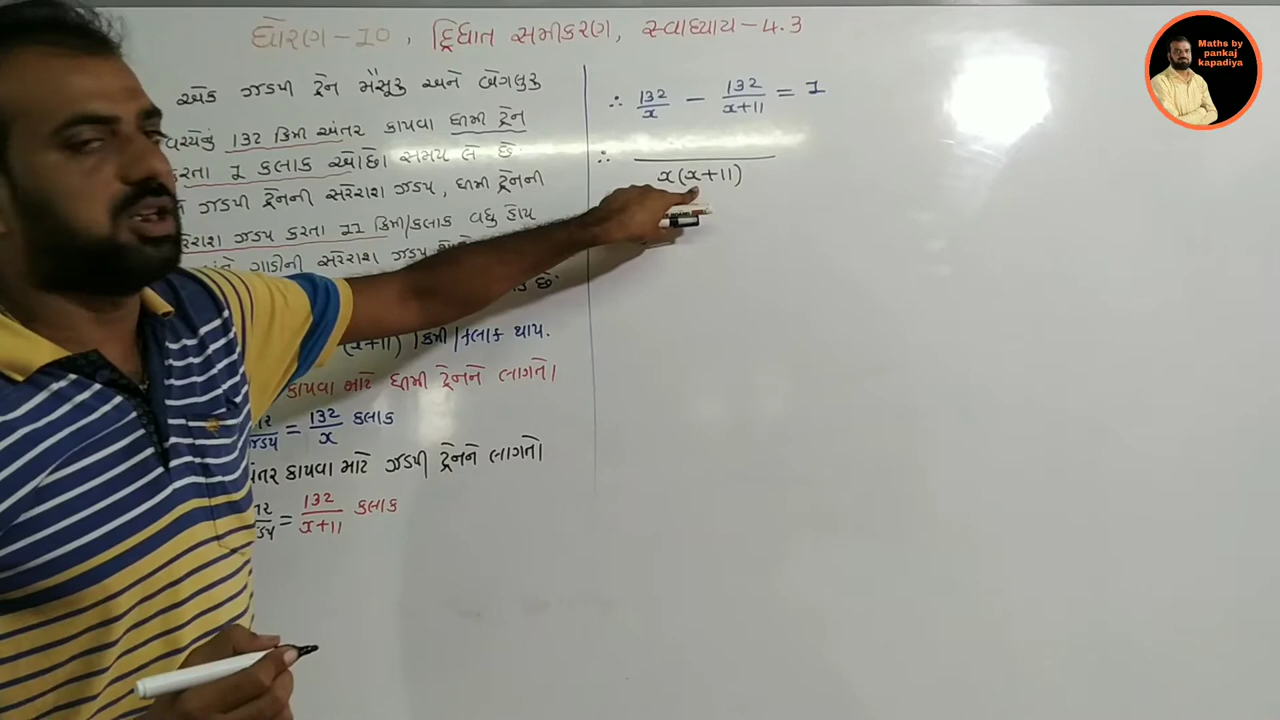 ધોરણ-10, દ્વિઘાત સમીકરણ, સ્વાધ્યાય-4.3
એક ઝડપી ટ્રેન મૈસૂરુ અને બેંગલુરુ
વચ્ચેનું 132 કિમી અંતર કાપવા ધીમી ટ્રેન
કરતા 1 કલાક ઓછો સમય લે છે.
ઝડપી ટ્રેનની સરેરાશ ઝડપ, ધીમી ટ્રેનની
સરેરાશ ઝડપ કરતા 11 કિમી/કલાક વધુ હોય
ગાડીની સરેરાશ ઝડપ
છે.
(x+11) કિમી/કલાક થાય.
કાપવા માટે ધીમી ટ્રેનને લાગતો
= 132/x કલાક
અંતર કાપવા માટે ઝડપી ટ્રેનને લાગતો
= 132/x+11 કલાક
∴ 132/x - 132/x+11 = 1
∴ x(x+11)
Maths by
pankaj
kapadiya